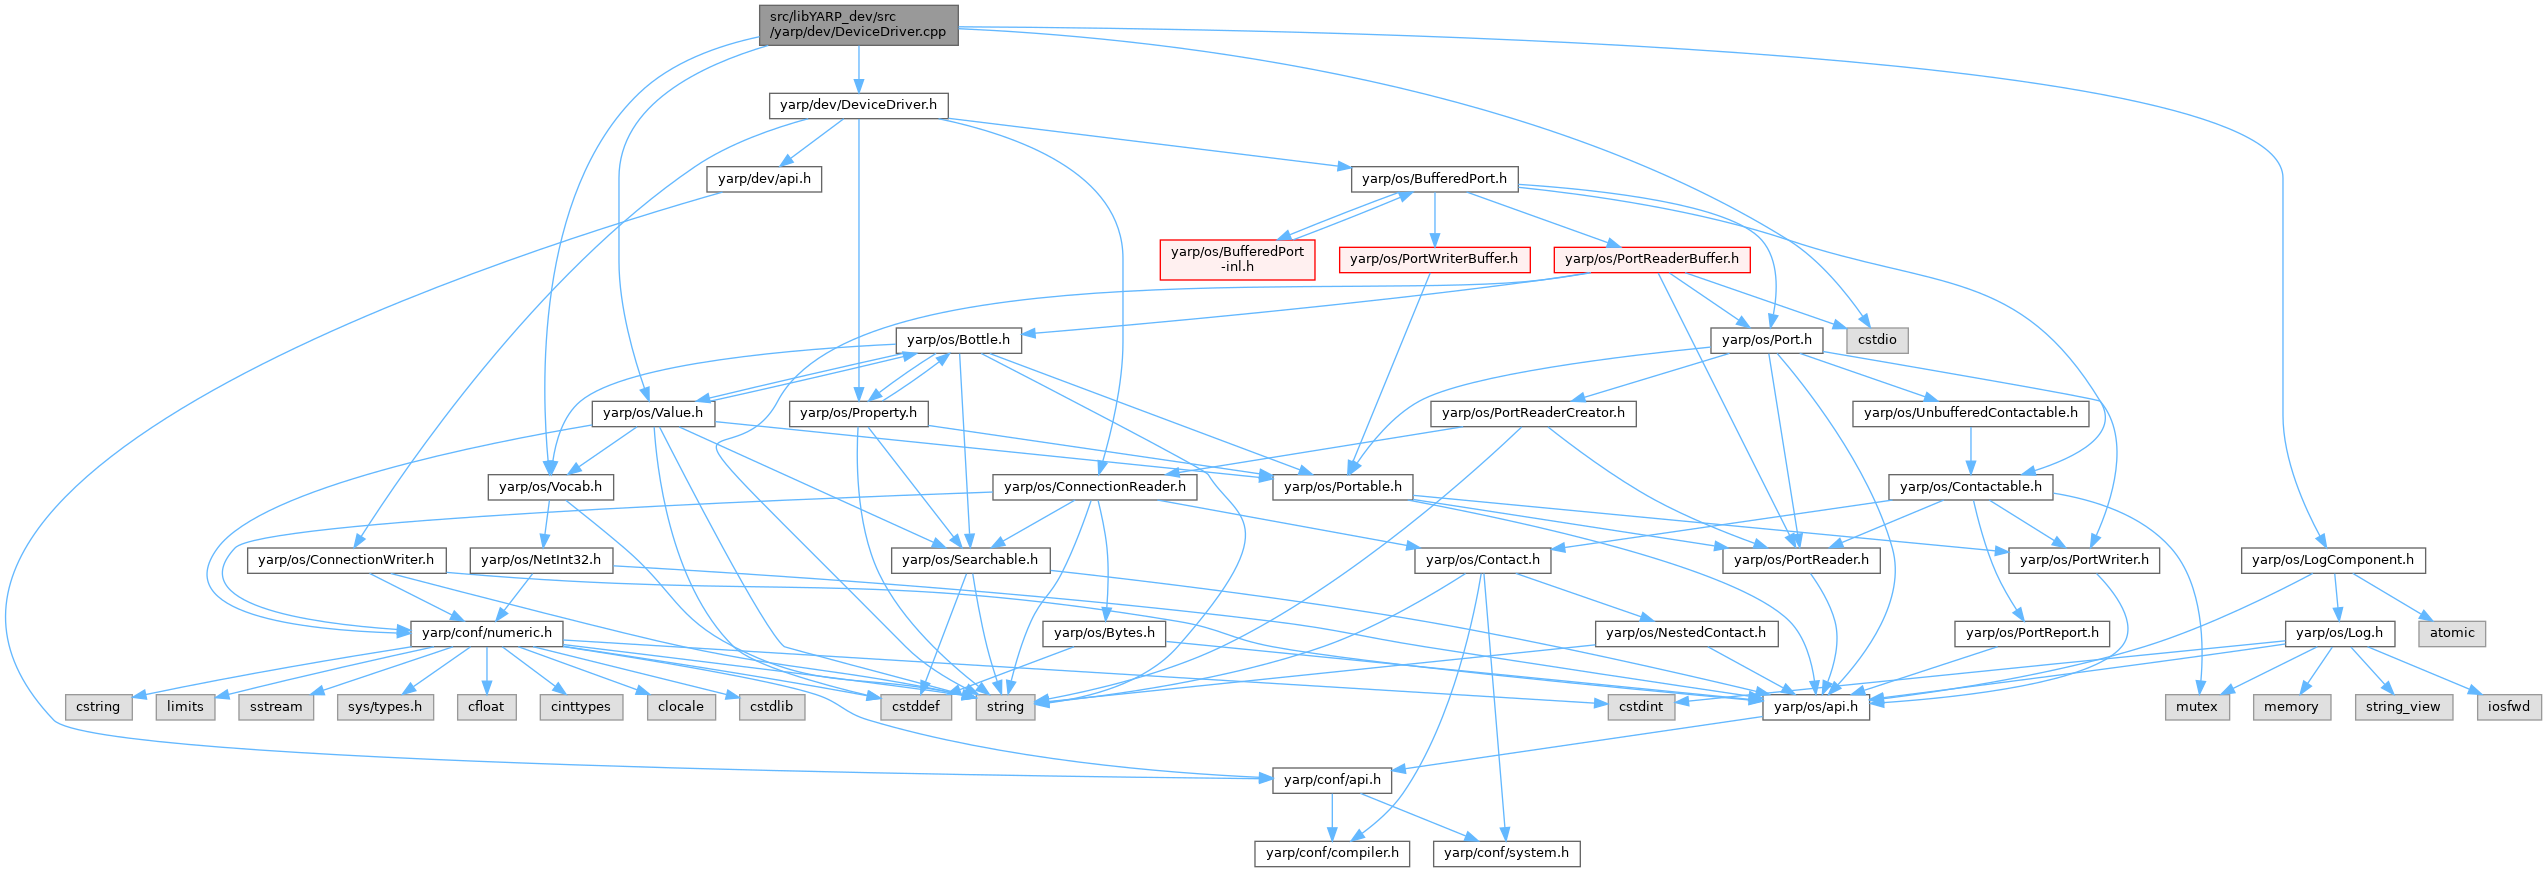 src/libYARP_dev/src
/yarp/dev/DeviceDriver.cpp
yarp/dev/DeviceDriver.h
yarp/dev/api.h
yarp/os/BufferedPort.h
yarp/os/BufferedPort
-inl.h
yarp/os/PortWriterBuffer.h
yarp/os/PortReaderBuffer.h
yarp/os/Bottle.h
yarp/os/Port.h
cstdio
yarp/os/Value.h
yarp/os/Property.h
yarp/os/PortReaderCreator.h
yarp/os/UnbufferedContactable.h
yarp/os/Vocab.h
yarp/os/ConnectionReader.h
yarp/os/Portable.h
yarp/os/Contactable.h
yarp/os/ConnectionWriter.h
yarp/os/NetInt32.h
yarp/os/Searchable.h
yarp/os/Contact.h
yarp/os/PortReader.h
yarp/os/PortWriter.h
yarp/os/LogComponent.h
yarp/conf/numeric.h
yarp/os/Bytes.h
yarp/os/NestedContact.h
yarp/os/PortReport.h
yarp/os/Log.h
atomic
cstring
limits
sstream
sys/types.h
cfloat
cinttypes
clocale
cstdlib
cstddef
string
cstdint
yarp/os/api.h
mutex
memory
string_view
iosfwd
yarp/conf/api.h
yarp/conf/compiler.h
yarp/conf/system.h